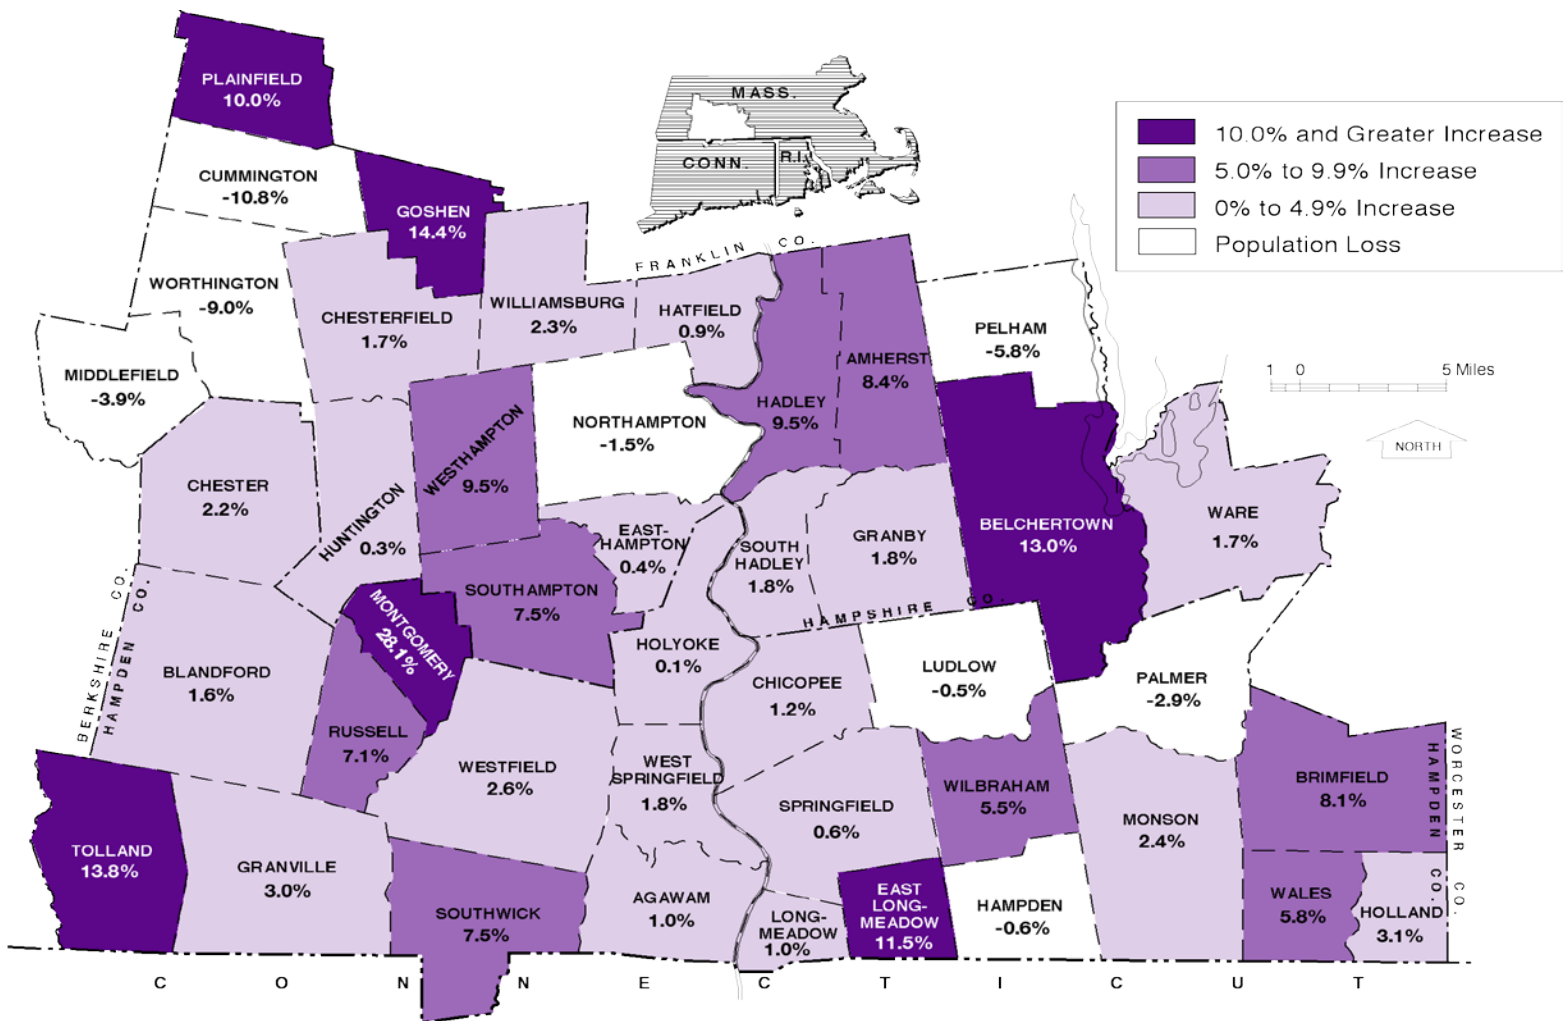 PLAINFIELD
10.0%
CUMMINGTON
-10.8%
GOSHEN
14.4%
WORTHINGTON
-9.0%
MASS.
CONN.
R.I.
10.0% and Greater Increase
5.0% to 9.9% Increase
0% to 4.9% Increase
Population Loss
FRANKLIN CO.
CHESTERFIELD
1.7%
WILLIAMSBURG
2.3%
HATFIELD
0.9%
PELHAM
-5.8%
AMHERST
8.4%
MIDDLEFIELD
-3.9%
HADLEY
9.5%
1 0 5 Miles
NORTH
NORTHAMPTON
-1.5%
WESTHAMPTON
9.5%
CHESTER
2.2%
HUNTINGTON
0.3%
EAST-
HAMPTON
0.4%
SOUTH
HADLEY
1.8%
GRANBY
1.8%
BELCHERTOWN
13.0%
WARE
1.7%
SOUTHAMPTON
7.5%
MONTGOMERY
28.1%
HAMPSHIRE CO.
BERKSHIRE CO.
HAMPDEN CO.
BLANDFORD
1.6%
HOLYOKE
0.1%
CHICOPEE
1.2%
LUDLOW
-0.5%
PALMER
-2.9%
RUSSELL
7.1%
WESTFIELD
2.6%
WEST
SPRINGFIELD
1.8%
SPRINGFIELD
0.6%
WILBRAHAM
5.5%
MONSON
2.4%
BRIMFIELD
8.1%
HAMPDEN CO.
WORCESTER CO.
TOLLAND
13.8%
GRANVILLE
3.0%
SOUTHWICK
7.5%
AGAWAM
1.0%
LONG-
MEADOW
1.0%
EAST
LONG-
MEADOW
11.5%
HAMPDEN
-0.6%
WALES
5.8%
HOLLAND
3.1%
C O N N E C T I C U T